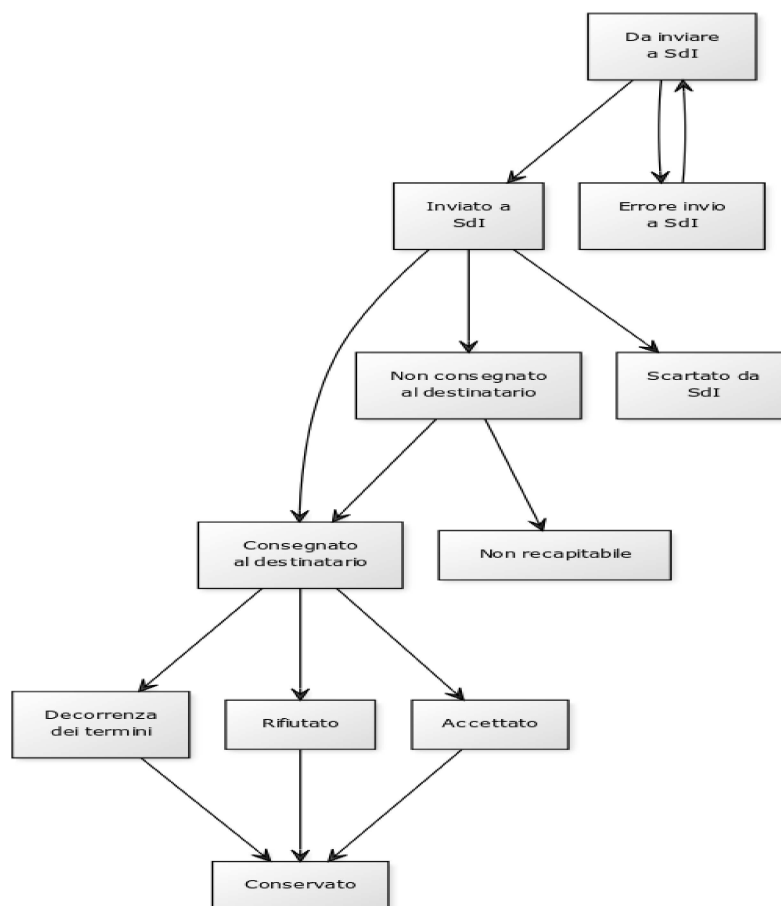 Da inviare
a SdI
Inviato a
SdI
Errore invio
a SdI
Non consegnato
al destinatario
Scartato da
SdI
Consegnato
al destinatario
Non recapitabile
Decorrenza
dei termini
Rifiutato
Accettato
Conservato